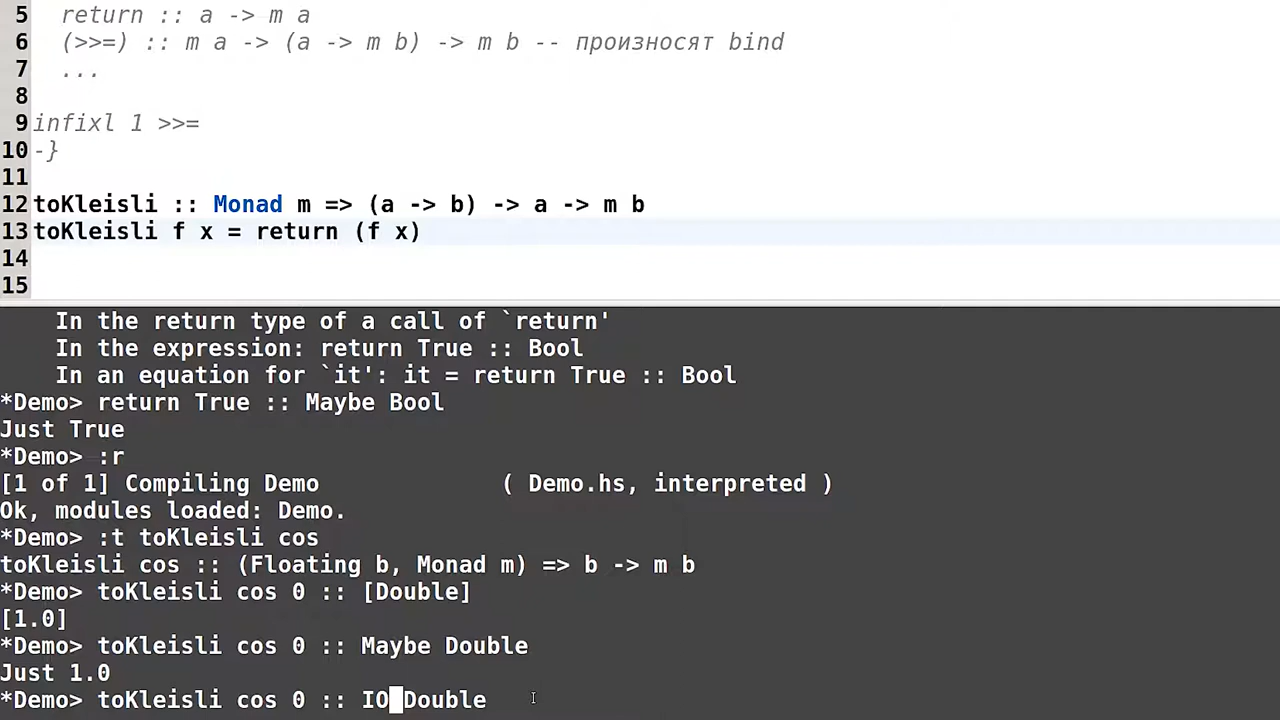 5 return :: a -> m a
6 (>>=) :: m a -> (a -> m b) -> m b -- произносят bind
7 ...
8
9 infixl 1 >>=
10 -}
11
12 toKleisli :: Monad m => (a -> b) -> a -> m b
13 toKleisli f x = return (f x)
14
15
In the return type of a call of `return'
In the expression: return True :: Bool
In an equation for `it': it = return True :: Bool
*Demo> return True :: Maybe Bool
Just True
*Demo> :r
[1 of 1] Compiling Demo ( Demo.hs, interpreted )
Ok, modules loaded: Demo.
*Demo> :t toKleisli cos
toKleisli cos :: (Floating b, Monad m) => b -> m b
*Demo> toKleisli cos 0 :: [Double]
[1.0]
*Demo> toKleisli cos 0 :: Maybe Double
Just 1.0
*Demo> toKleisli cos 0 :: IO Double